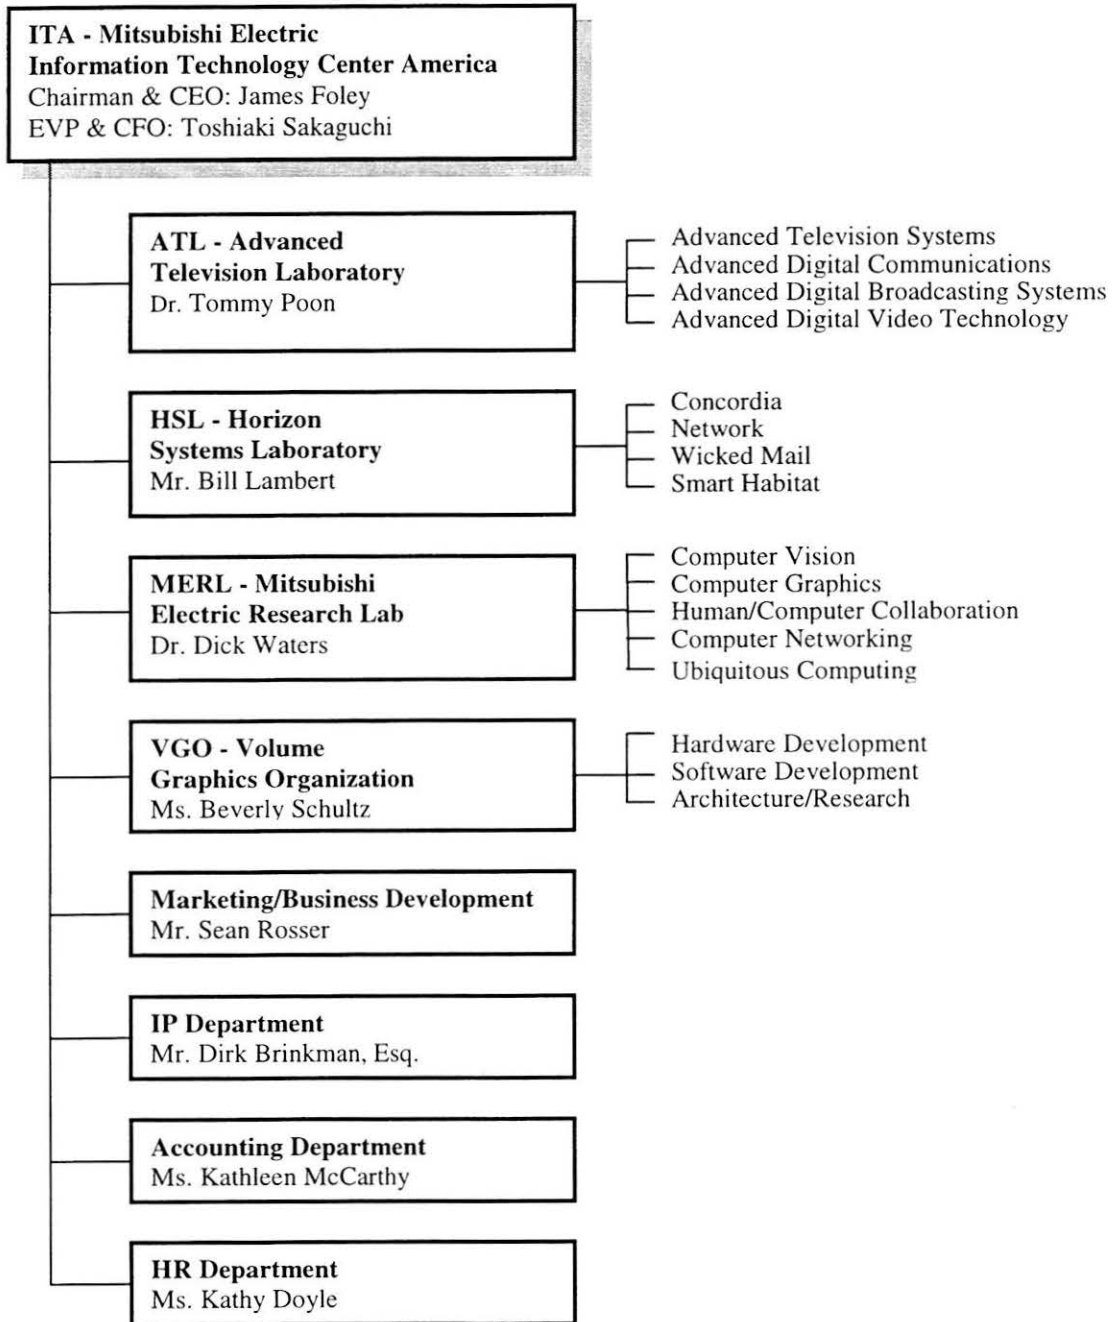 ITA - Mitsubishi Electric
Information Technology Center America
Chairman & CEO: James Foley
EVP & CFO: Toshiaki Sakaguchi
ATL - Advanced
Television Laboratory
Dr. Tommy Poon
Advanced Television Systems
Advanced Digital Communications
Advanced Digital Broadcasting Systems
Advanced Digital Video Technology
HSL - Horizon
Systems Laboratory
Mr. Bill Lambert
Concordia
Network
Wicked Mail
Smart Habitat
MERL - Mitsubishi
Electric Research Lab
Dr. Dick Waters
Computer Vision
Computer Graphics
Human/Computer Collaboration
Computer Networking
Ubiquitous Computing
VGO - Volume
Graphics Organization
Ms. Beverly Schultz
Hardware Development
Software Development
Architecture/Research
Marketing/Business Development
Mr. Sean Rosser
IP Department
Mr. Dirk Brinkman, Esq.
Accounting Department
Ms. Kathleen McCarthy
HR Department
Ms. Kathy Doyle